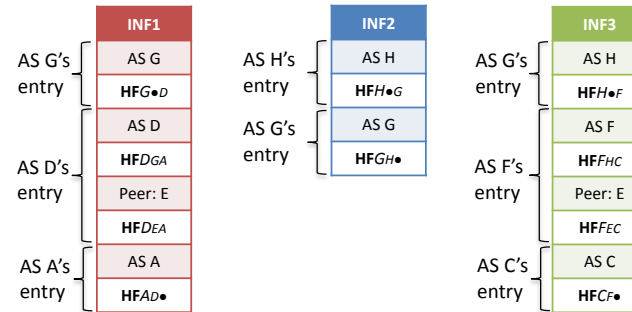 INF1
AS G's
entry
AS G
HFG●D
AS D's
entry
AS D
HFDGA
Peer: E
HFDEA
AS A's
entry
AS A
HFAD●
INF2
AS H's
entry
AS H
HFH●G
AS G's
entry
AS G
HFGH●
INF3
AS G's
entry
AS H
HFH●F
AS F's
entry
AS F
HFFHC
Peer: E
HFFEC
AS C's
entry
AS C
HFCF●